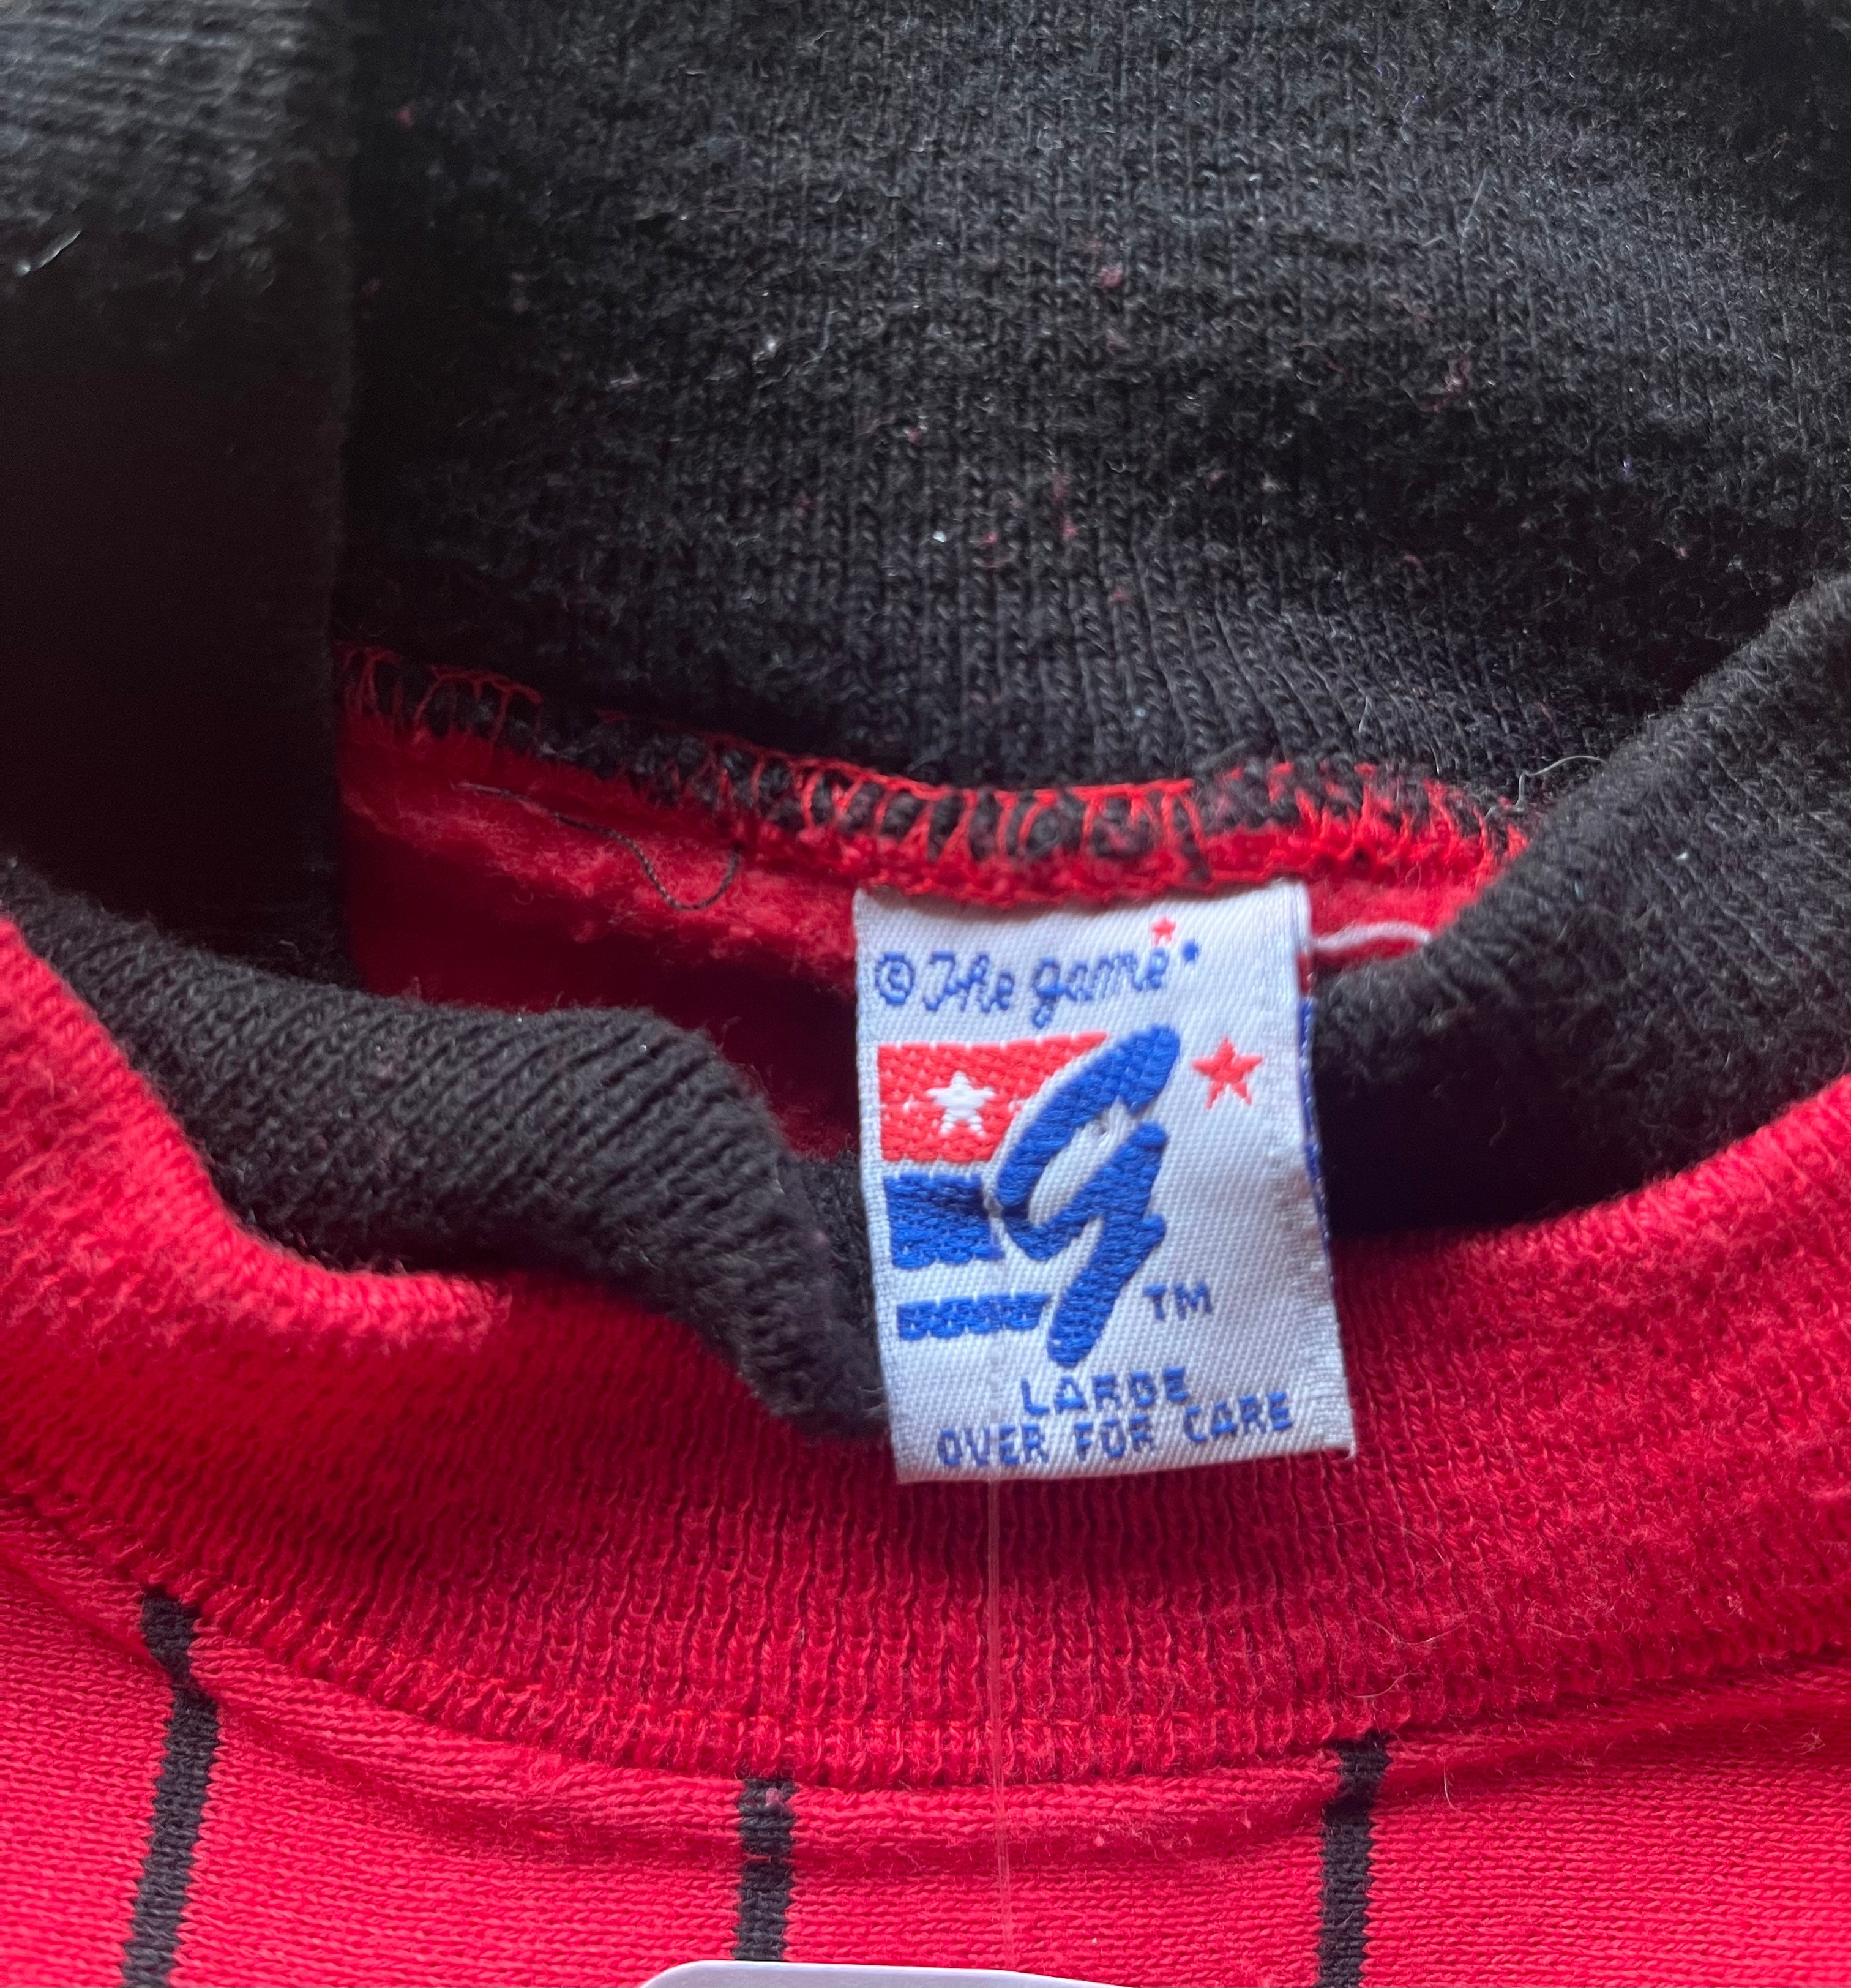 © The game
g TM
LARGE
OVER FOR CARE